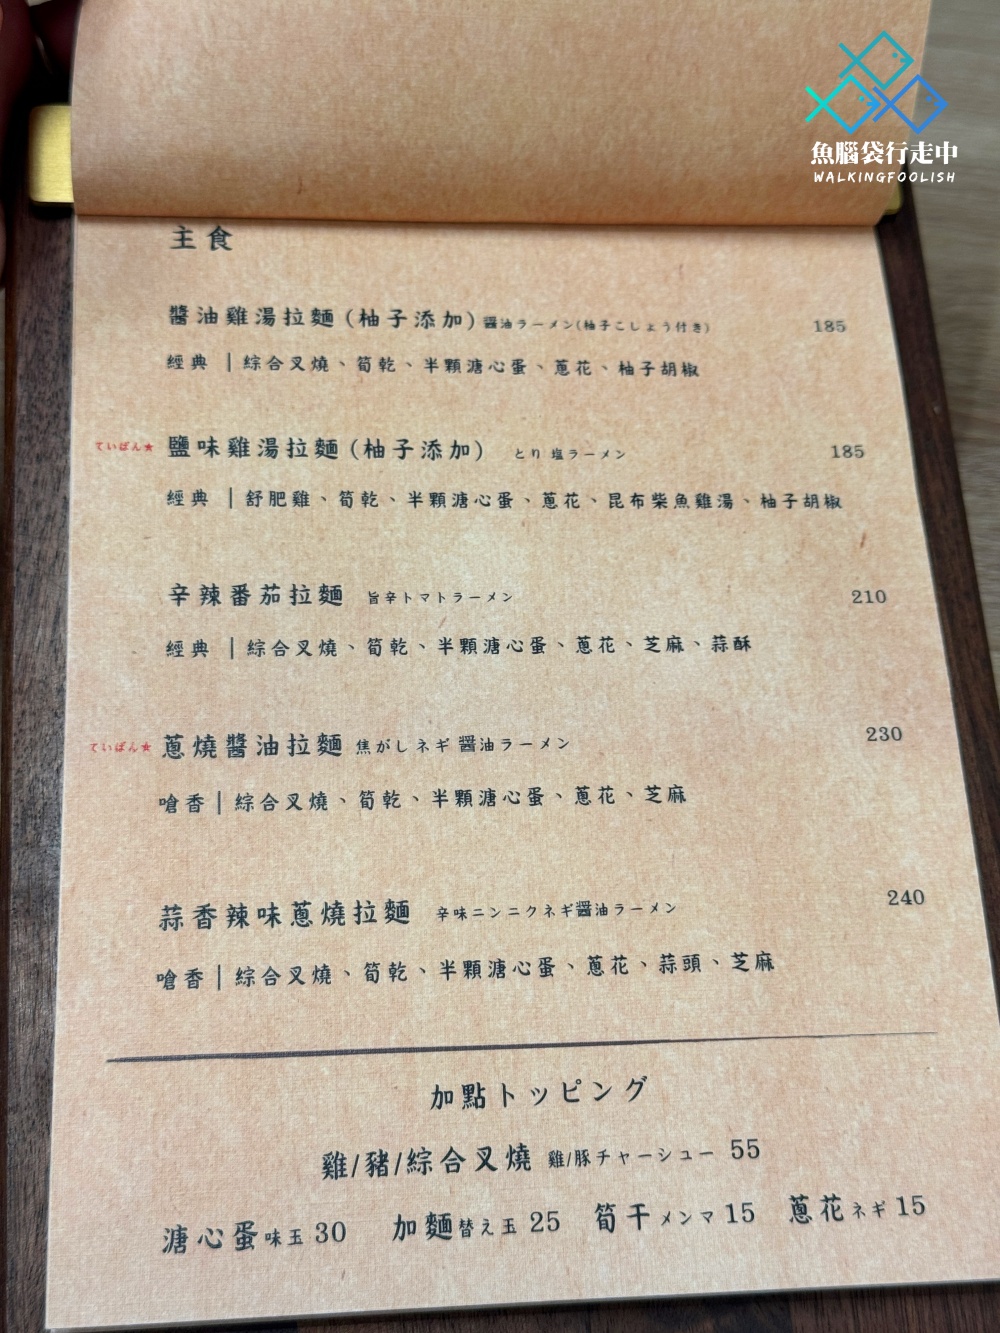 魚腦袋行走中
WALKINGFOOLISH
主食
醬油雞湯拉麵(柚子添加) 醤油ラーメン(柚子こしょう付き) 185
經典 | 綜合叉燒、筍乾、半顆溏心蛋、蔥花、柚子胡椒
ていばん★ 鹽味雞湯拉麵(柚子添加) とり 塩ラーメン 185
經典 | 舒肥雞、筍乾、半顆溏心蛋、蔥花、昆布柴魚雞湯、柚子胡椒
辛辣番茄拉麵 旨辛トマトラーメン 210
經典 | 綜合叉燒、筍乾、半顆溏心蛋、蔥花、芝麻、蒜酥
ていばん★ 蔥燒醬油拉麵 焦がしネギ 醤油ラーメン 230
嗆香 | 綜合叉燒、筍乾、半顆溏心蛋、蔥花、芝麻
蒜香辣味蔥燒拉麵 辛味ニンニクネギ醤油ラーメン 240
嗆香 | 綜合叉燒、筍乾、半顆溏心蛋、蔥花、蒜頭、芝麻
加點トッピング
雞/豬/綜合叉燒 雞/豚チャーシュー 55
溏心蛋味玉 30 加麵替え玉 25 筍干メンマ 15 蔥花ネギ 15